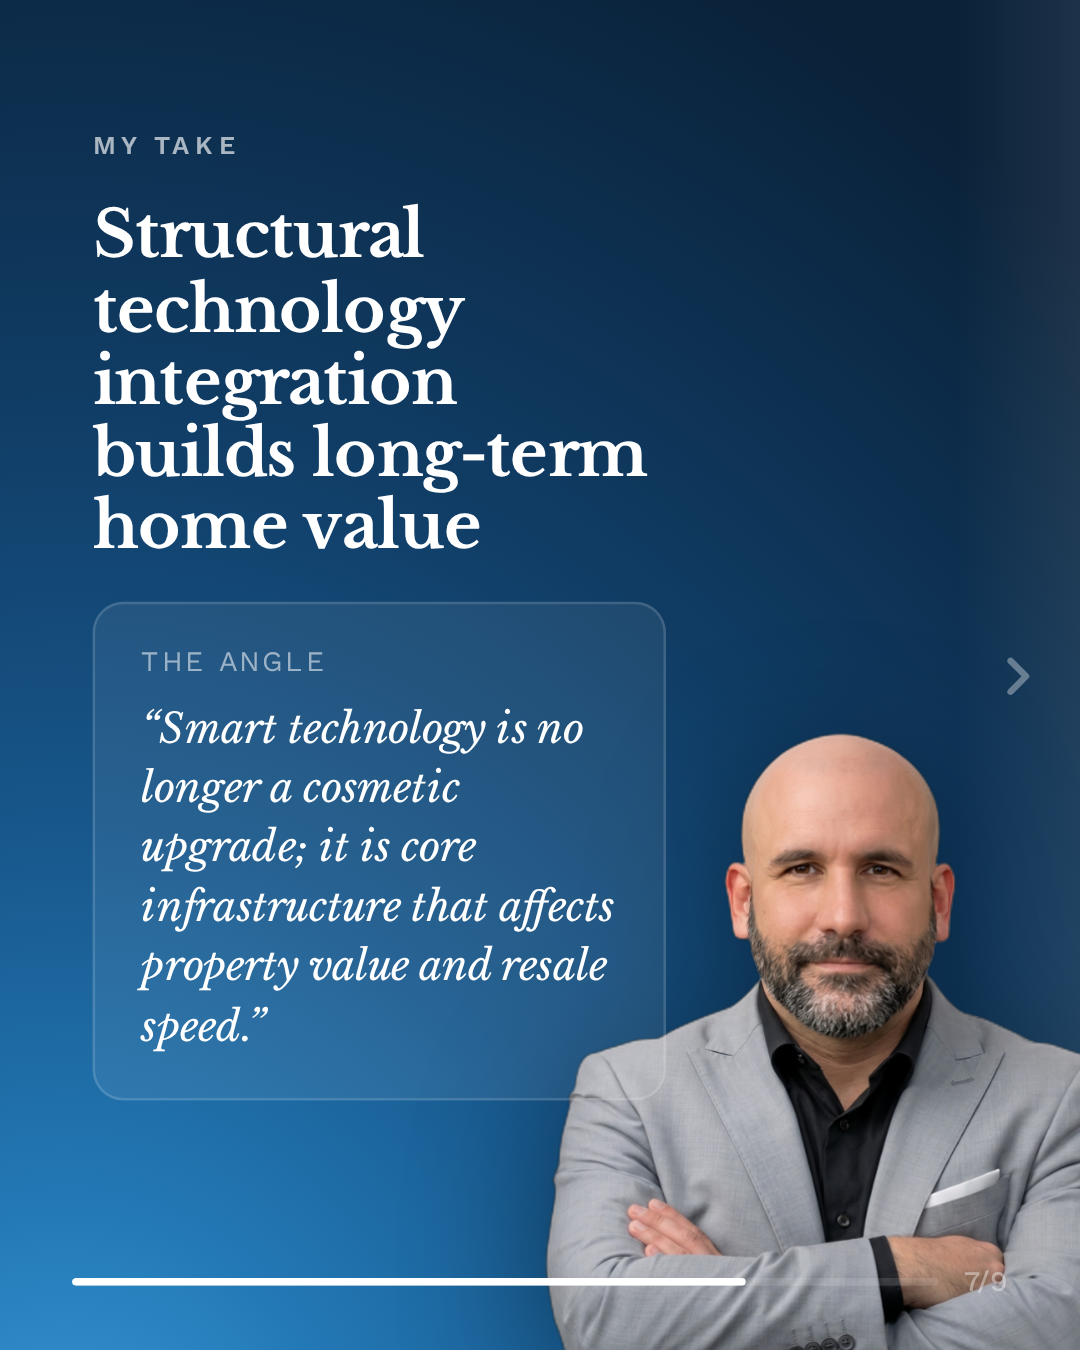 MY TAKE
Structural
technology
integration
builds long-term
home value
THE ANGLE
“Smart technology is no
longer a cosmetic
upgrade; it is core
infrastructure that affects
property value and resale
speed.”
7/9